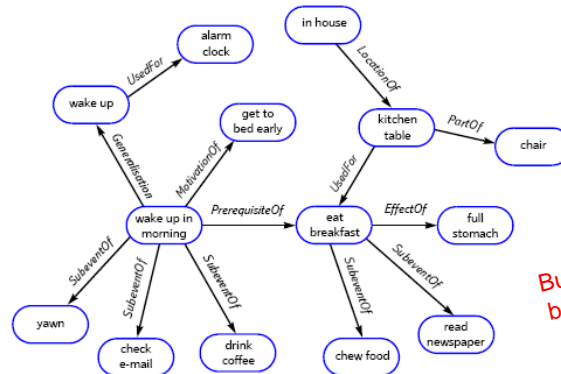 in house
alarm
clock
UsedFor
LocationOf
wake up
get to
bed early
kitchen
table
PartOf
chair
Generalisation
MotivationOf
UsedFor
wake up in
morning
PrerequisiteOf
eat
breakfast
EffectOf
full
stomach
SubeventOf
SubeventOf
SubeventOf
SubeventOf
SubeventOf
yawn
check
e-mail
drink
coffee
chew food
read
newspaper